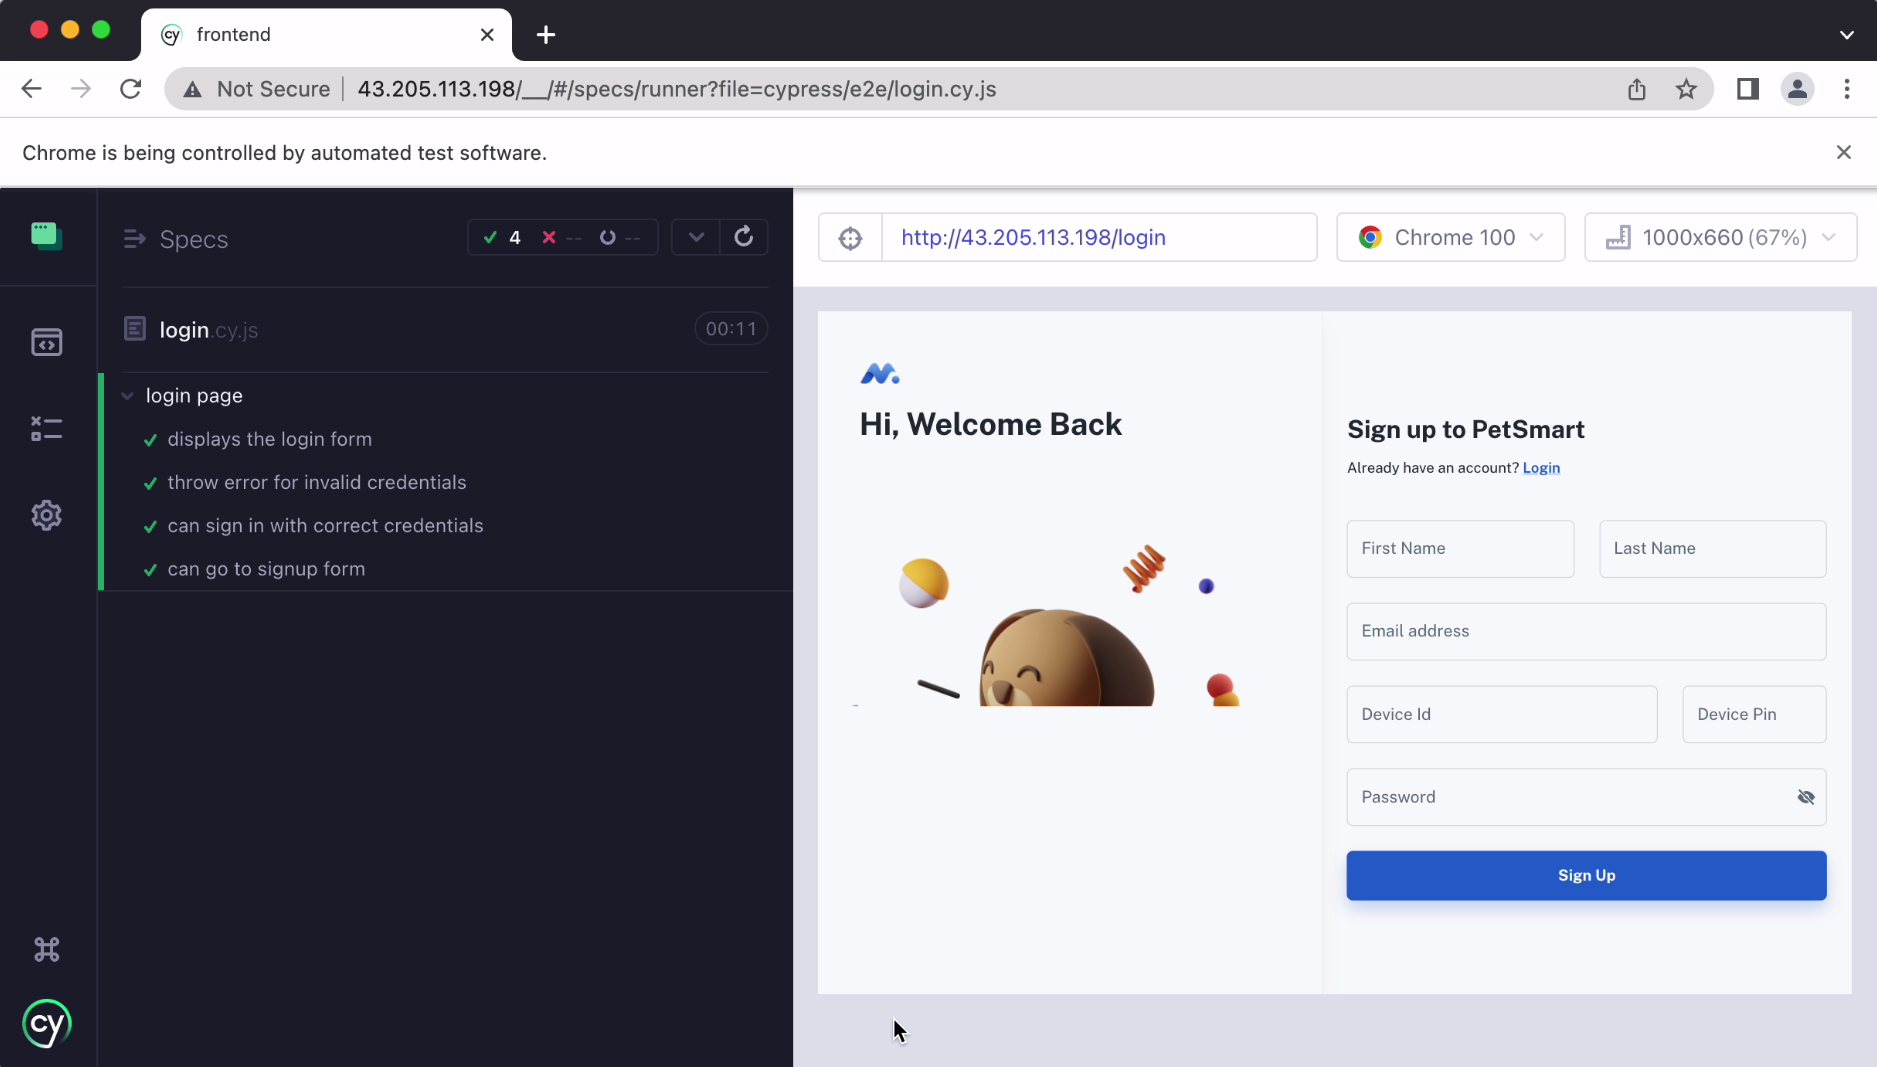 cy frontend
Not Secure 43.205.113.198/__/#/specs/runner?file=cypress/e2e/login.cy.js
Chrome is being controlled by automated test software.
Specs 4 -- --
http://43.205.113.198/login
Chrome 100
1000x660 (67%)
login.cy.js 00:11
login page
displays the login form
throw error for invalid credentials
can sign in with correct credentials
can go to signup form
cy
Hi, Welcome Back
Sign up to PetSmart
Already have an account? Login
First Name
Last Name
Email address
Device Id
Device Pin
Password
Sign Up